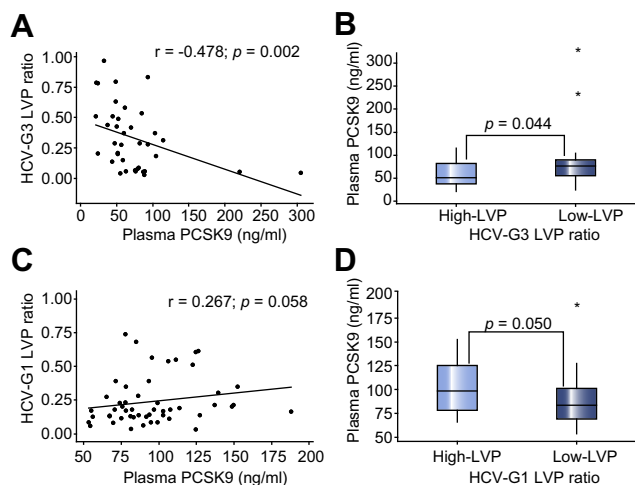 A
r = -0.478; p = 0.002
HCV-G3 LVP ratio
1.00
0.75
0.50
0.25
0.00
0 50 100 150 200 250 300
Plasma PCSK9 (ng/ml)
B
Plasma PCSK9 (ng/ml)
300
250
200
150
100
50
0
p = 0.044
High-LVP Low-LVP
HCV-G3 LVP ratio
C
r = 0.267; p = 0.058
HCV-G1 LVP ratio
1.00
0.75
0.50
0.25
0.00
50 75 100 125 150 175 200
Plasma PCSK9 (ng/ml)
D
Plasma PCSK9 (ng/ml)
200
175
150
125
100
75
50
p = 0.050
High-LVP Low-LVP
HCV-G1 LVP ratio